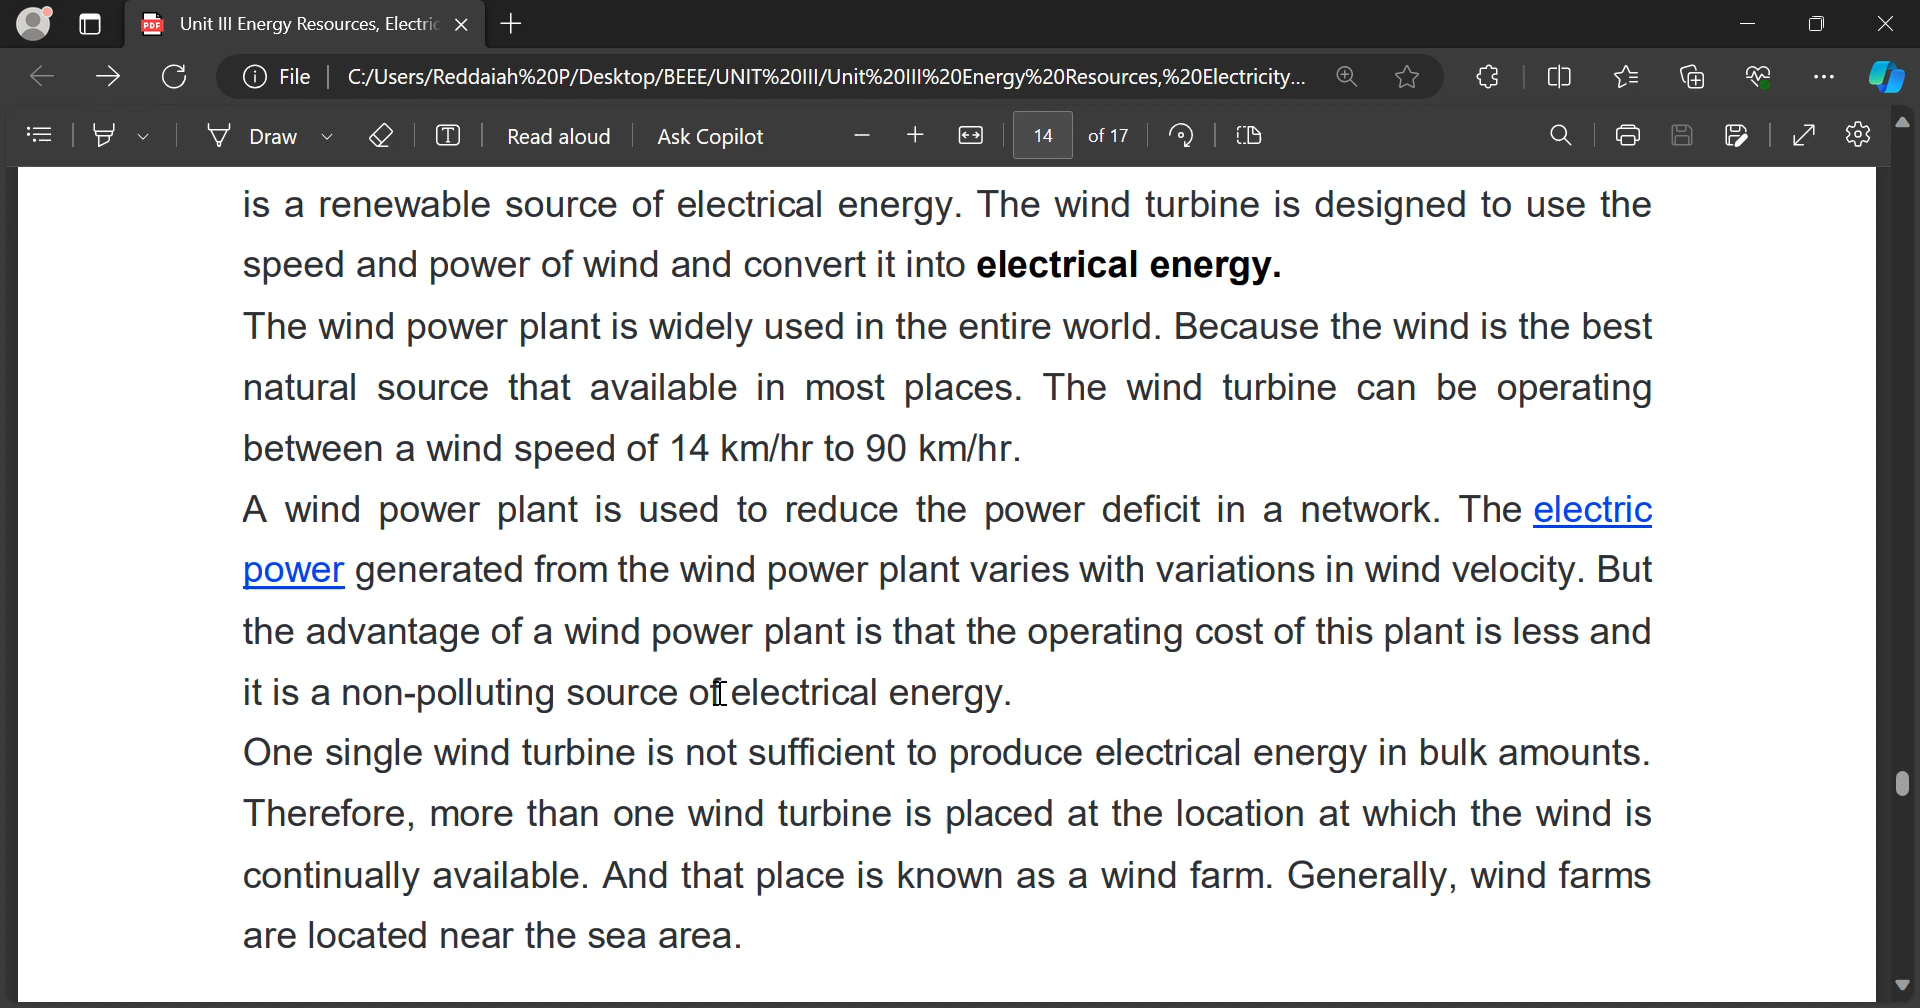 Unit III Energy Resources, Electric
File
C:/Users/Reddaiah%20P/Desktop/BEEE/UNIT%20III/Unit%20III%20Energy%20Resources,%20Electricity...
Draw
Read aloud
Ask Copilot
14 of 17
is a renewable source of electrical energy. The wind turbine is designed to use the
speed and power of wind and convert it into electrical energy.
The wind power plant is widely used in the entire world. Because the wind is the best
natural source that available in most places. The wind turbine can be operating
between a wind speed of 14 km/hr to 90 km/hr.
A wind power plant is used to reduce the power deficit in a network. The electric
power generated from the wind power plant varies with variations in wind velocity. But
the advantage of a wind power plant is that the operating cost of this plant is less and
it is a non-polluting source of electrical energy.
One single wind turbine is not sufficient to produce electrical energy in bulk amounts.
Therefore, more than one wind turbine is placed at the location at which the wind is
continually available. And that place is known as a wind farm. Generally, wind farms
are located near the sea area.